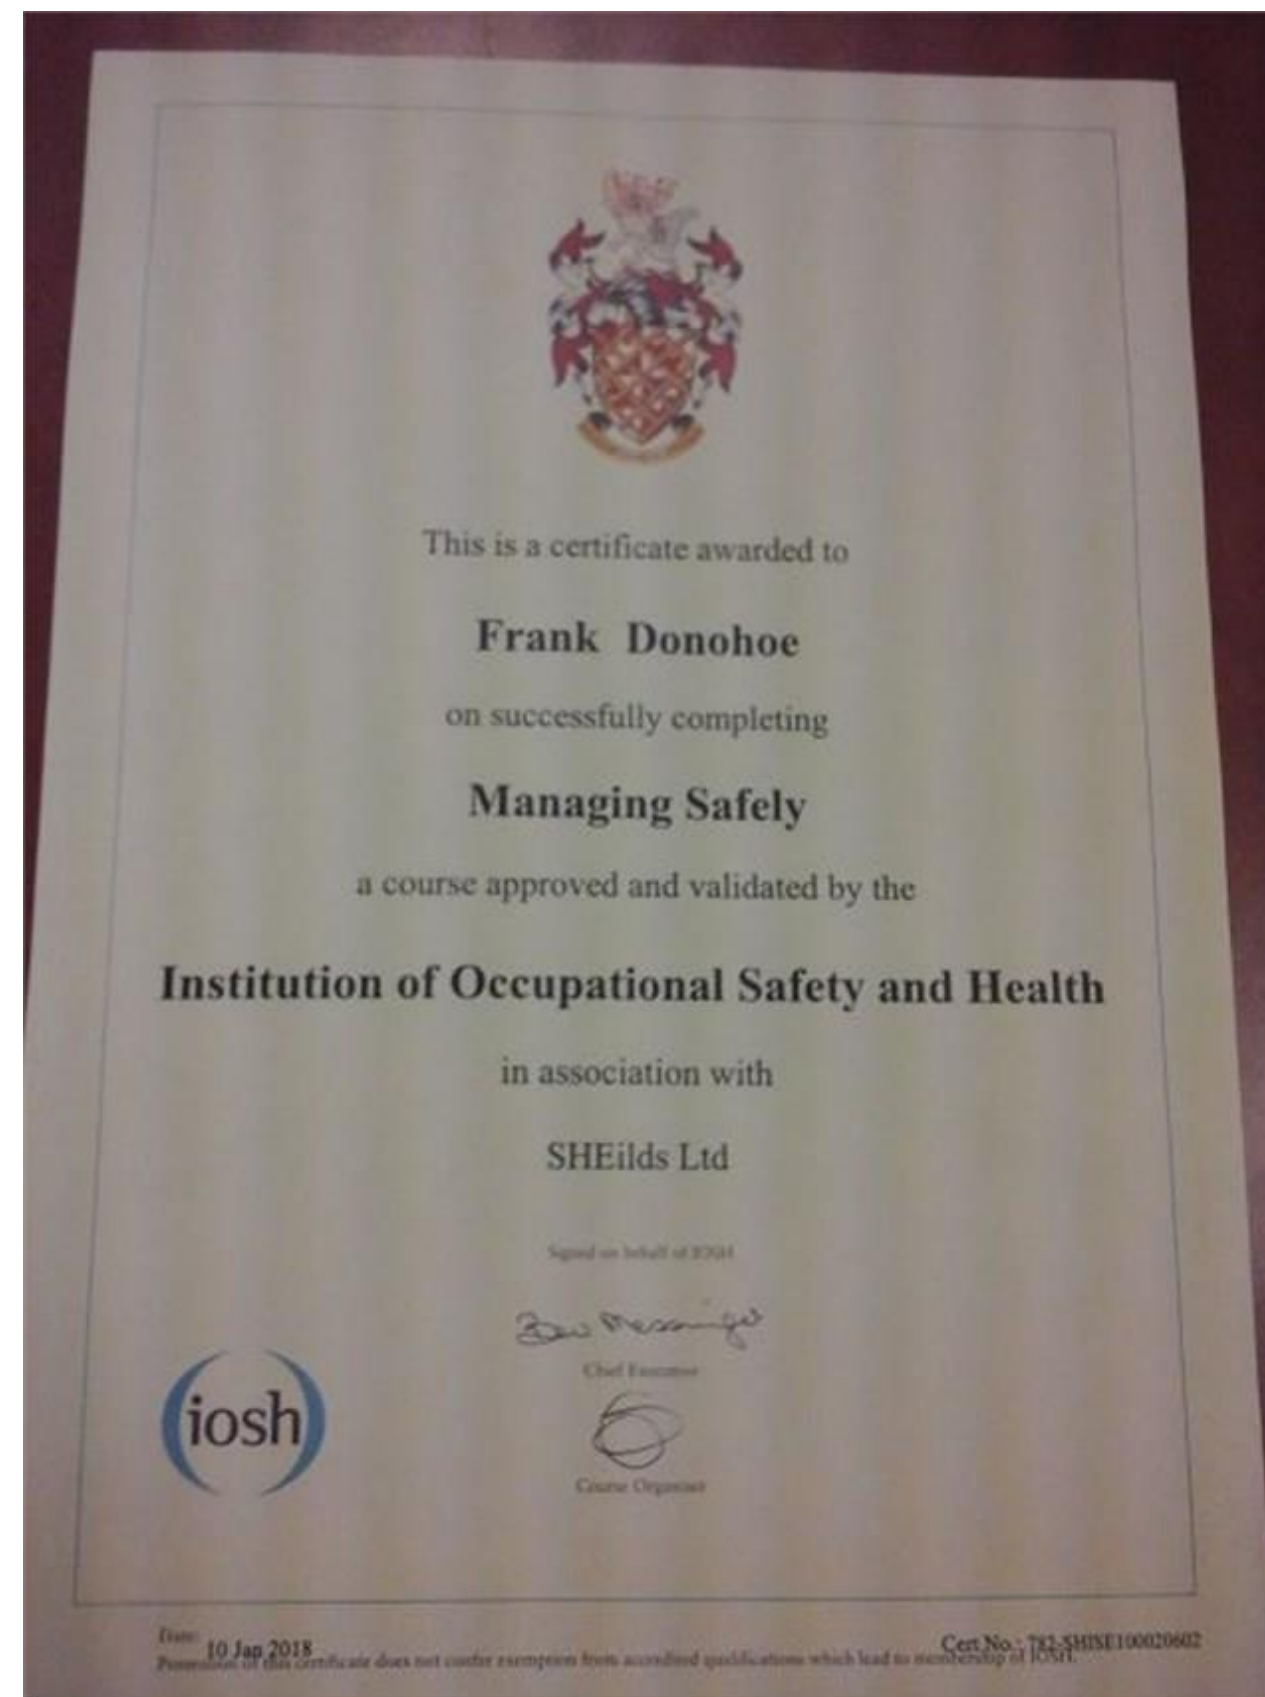 This is a certificate awarded to
Frank Donohoe
on successfully completing
Managing Safely
a course approved and validated by the
Institution of Occupational Safety and Health
in association with
SHEilds Ltd
Signed on behalf of IOSH
Chief Executive
iosh
Course Organiser
Date:
10 Jan 2018
Cert No.: 782-SHISE100020602
Possession of this certificate does not confer exemption from accredited qualifications which lead to membership of IOSH.